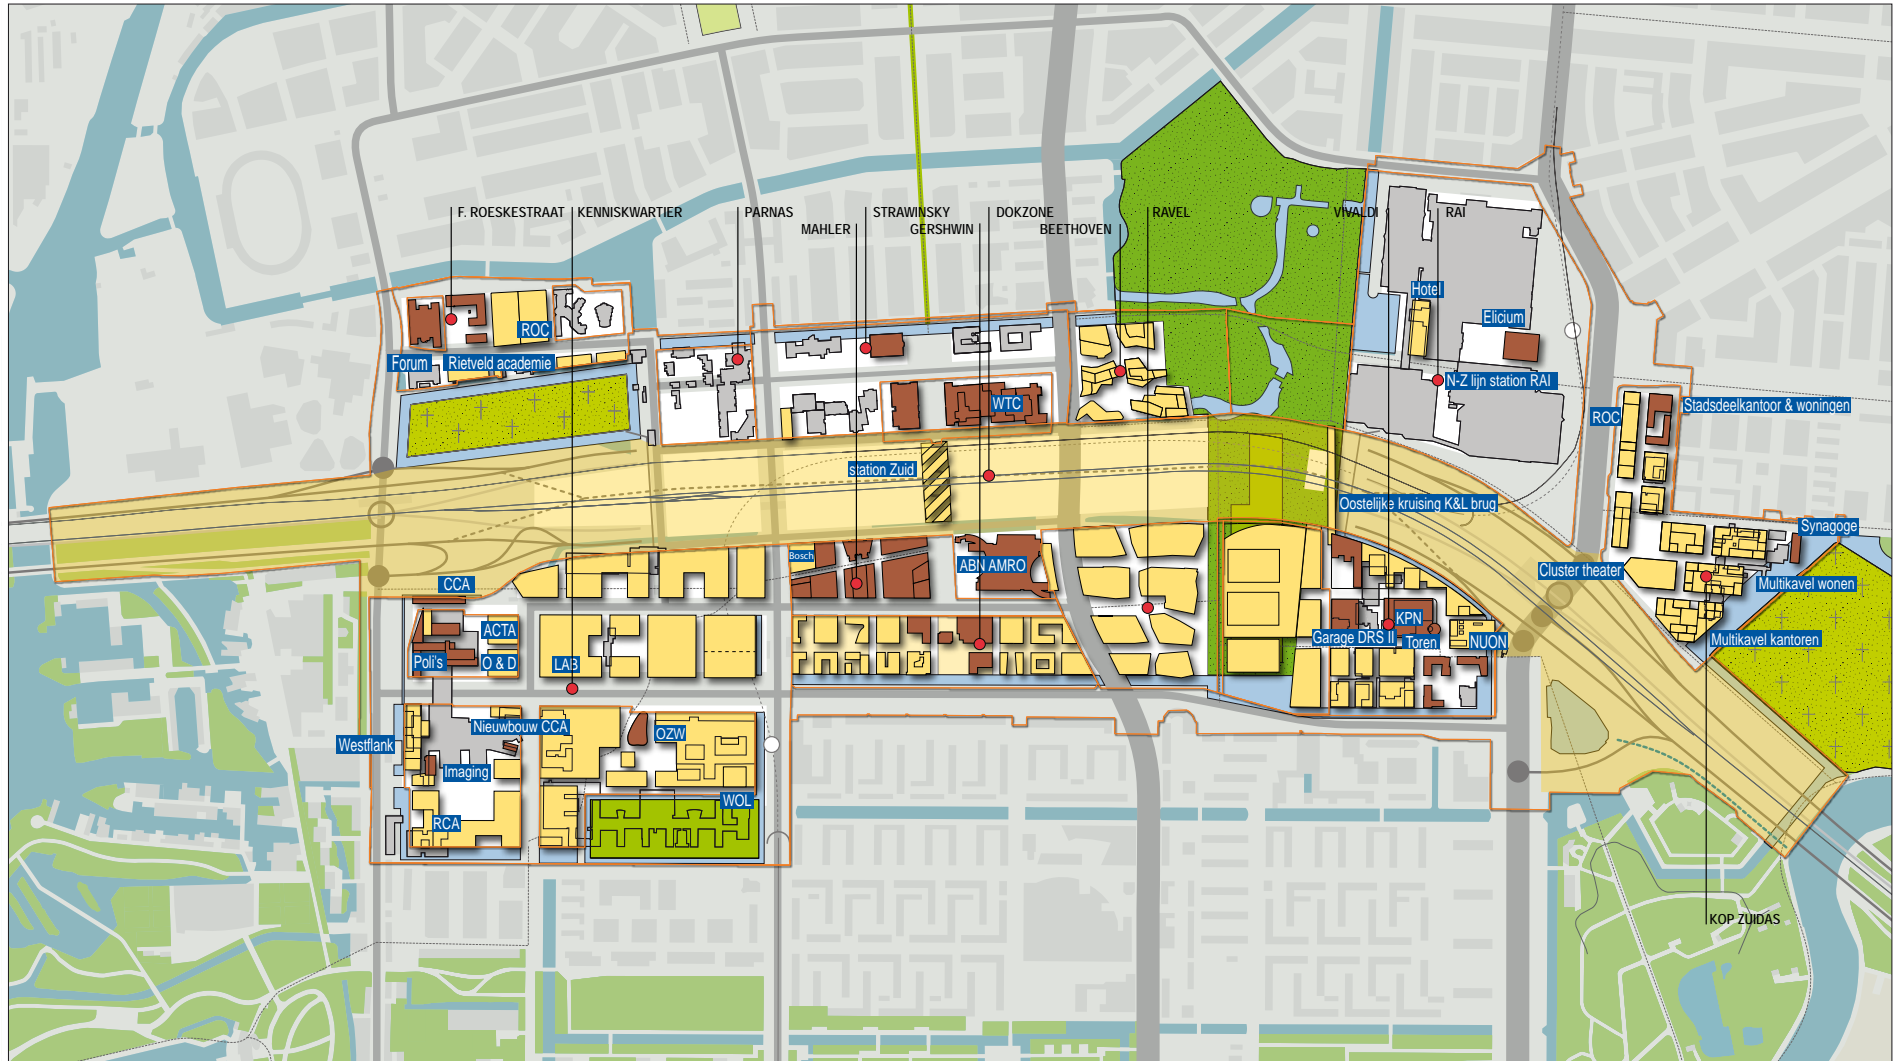 F. ROESKESTRAAT
KENNISKWARTIER
PARNAS
STRAWINSKY
DOKZONE
RAVEL
VIVALDI
RAI
MAHLER
GERSHWIN
BEETHOVEN
Hotel
Elicium
ROC
Forum
Rietveld academie
N-Z lijn station RAI
WTC
Stadsdeelkantoor & woningen
ROC
station Zuid
Oostelijke kruising K&L brug
Synagoge
Bosch
ABN AMRO
Cluster theater
CCA
Multikavel wonen
KPN
ACTA
Garage DRS II
Toren
NUON
Multikavel kantoren
Poli's
O & D
LAB
Nieuwbouw CCA
OZW
Westflank
Imaging
WOL
RCA
KOP ZUIDAS